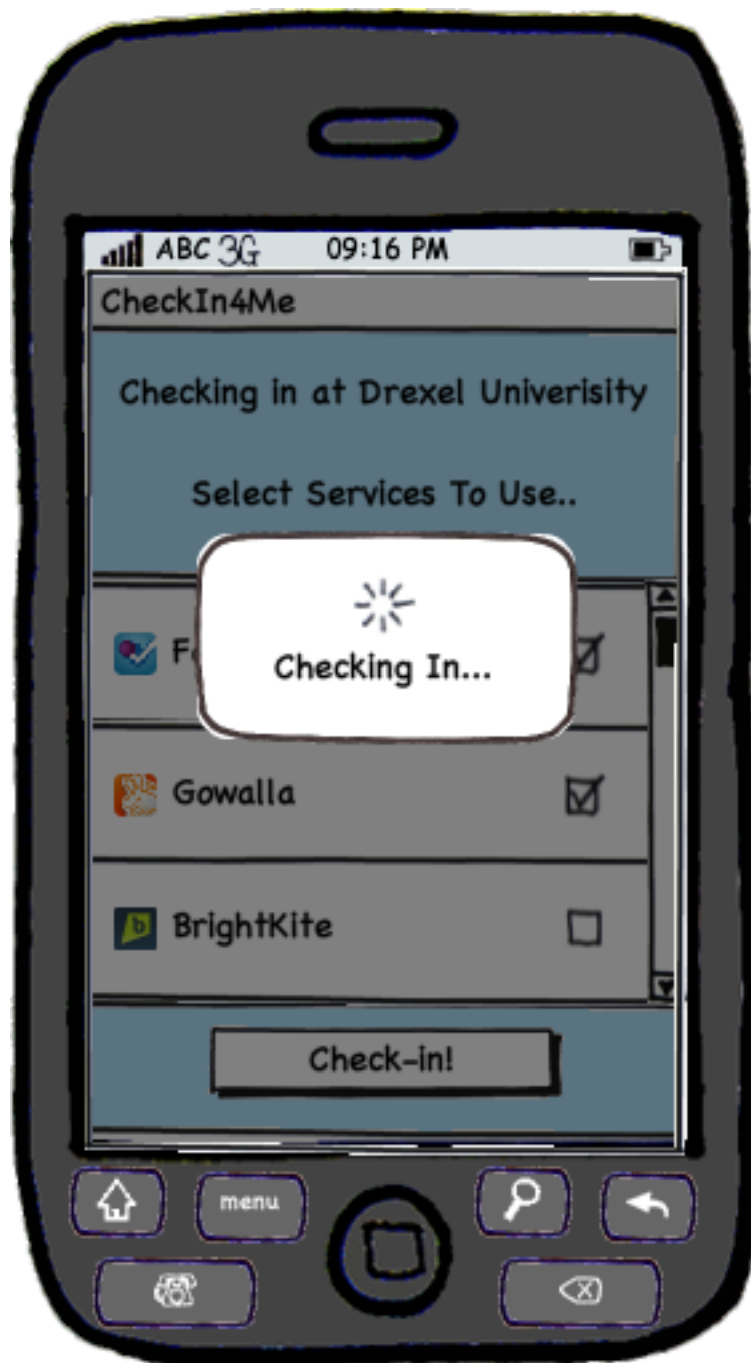 ABC 3G 09:16 PM
CheckIn4Me
Checking in at Drexel Univerisity
Select Services To Use..
Checking In...
Gowalla
BrightKite
Check-in!
menu